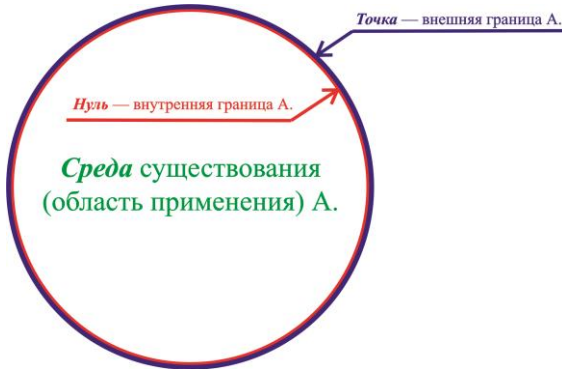 Точка — внешняя граница А.
Нуль — внутренняя граница А.
Среда существования
(область применения) А.